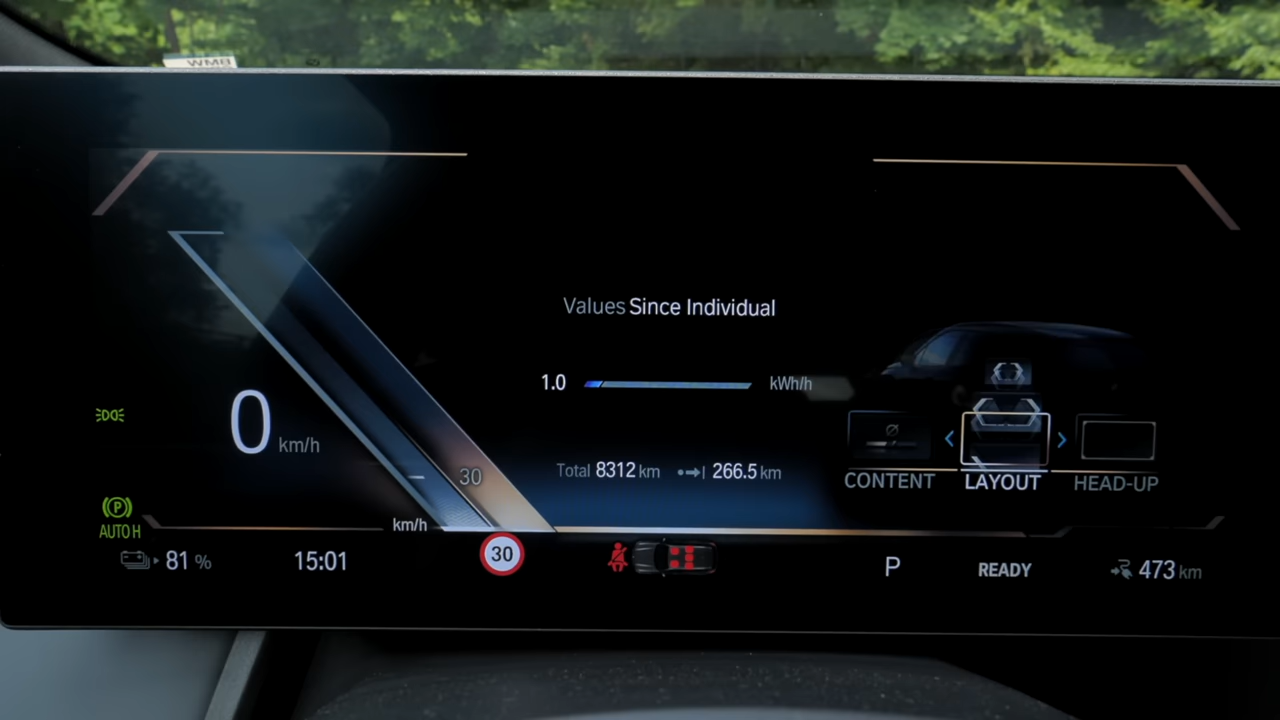 WMB
Values Since Individual
1.0 kWh/h
0 km/h
30
Total 8312 km 266.5 km
CONTENT LAYOUT HEAD-UP
P
AUTO H
km/h
81 % 15:01 30 P READY 473 km